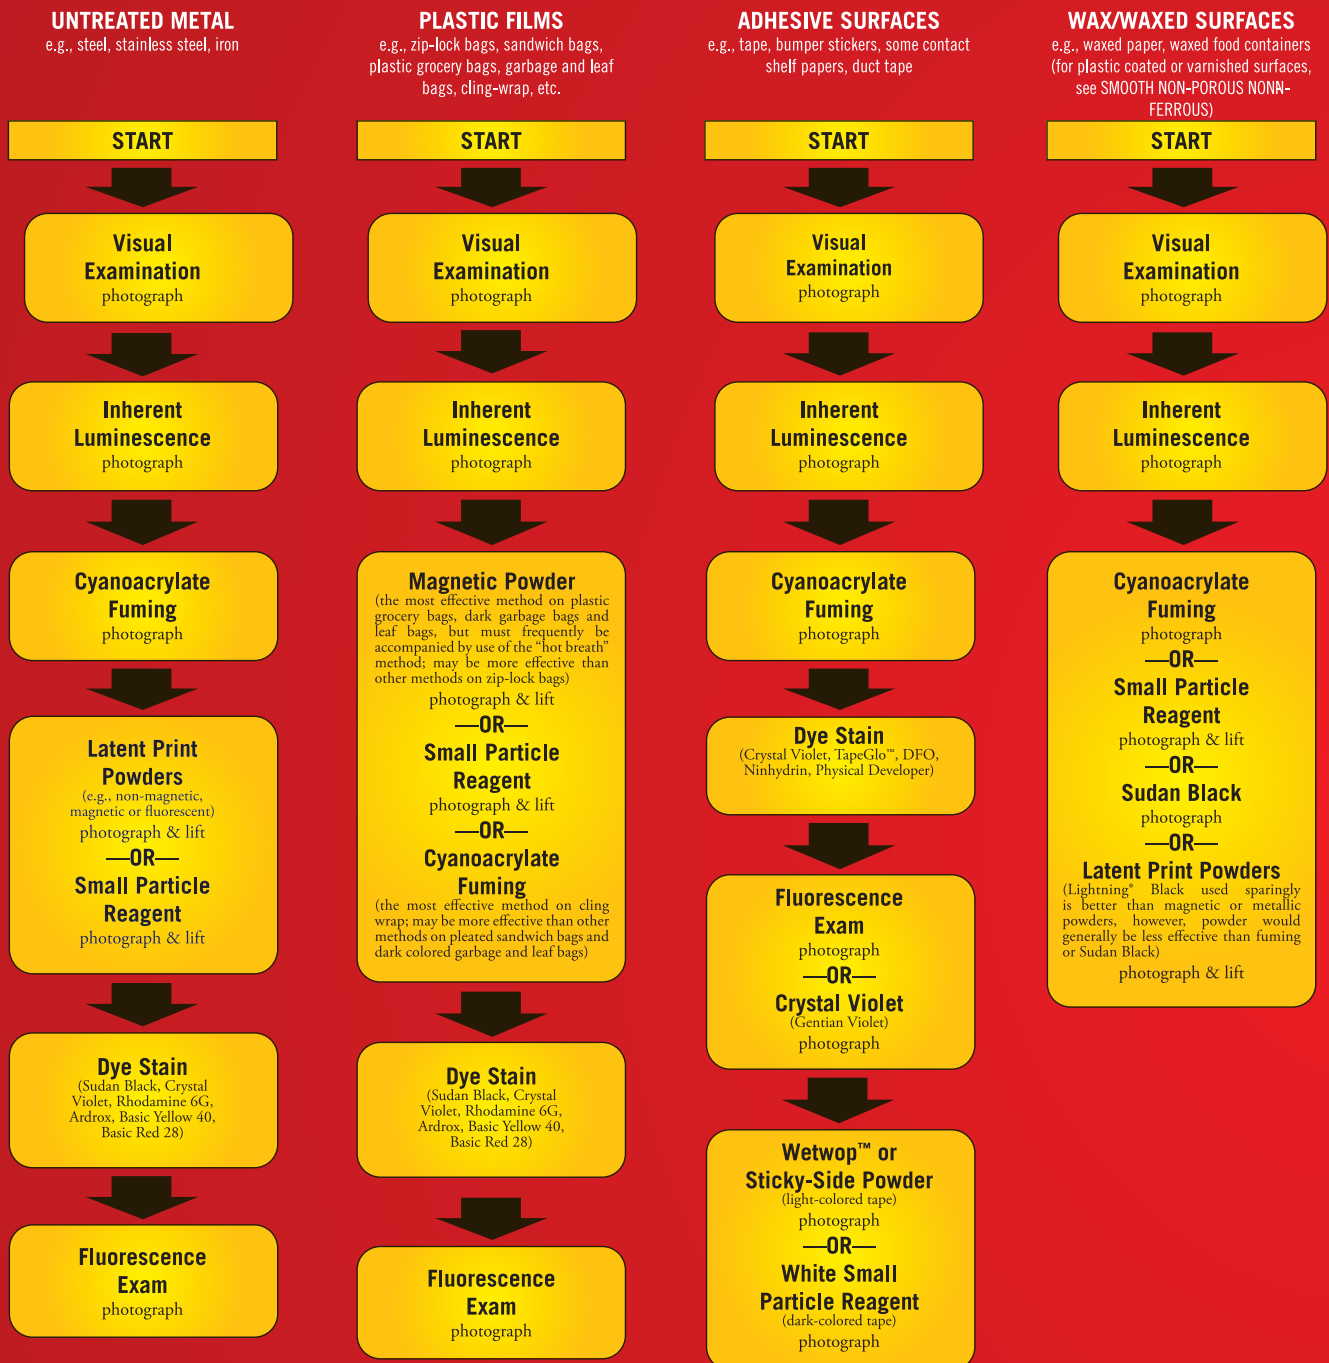 UNTREATED METAL
e.g., steel, stainless steel, iron
START
Visual
Examination
photograph
Inherent
Luminescence
photograph
Cyanoacrylate
Fuming
photograph
Latent Print
Powders
(e.g., non-magnetic,
magnetic or fluorescent)
photograph & lift
—OR—
Small Particle
Reagent
photograph & lift
Dye Stain
(Sudan Black, Crystal
Violet, Rhodamine 6G,
Ardrox, Basic Yellow 40,
Basic Red 28)
Fluorescence
Exam
photograph
PLASTIC FILMS
e.g., zip-lock bags, sandwich bags,
plastic grocery bags, garbage and leaf
bags, cling-wrap, etc.
START
Visual
Examination
photograph
Inherent
Luminescence
photograph
Magnetic Powder
(the most effective method on plastic
grocery bags, dark garbage bags and
leaf bags, but must frequently be
accompanied by use of the “hot breath”
method; may be more effective than
other methods on zip-lock bags)
photograph & lift
—OR—
Small Particle
Reagent
photograph & lift
—OR—
Cyanoacrylate
Fuming
(the most effective method on cling
wrap; may be more effective than other
methods on pleated sandwich bags and
dark colored garbage and leaf bags)
Dye Stain
(Sudan Black, Crystal
Violet, Rhodamine 6G,
Ardrox, Basic Yellow 40,
Basic Red 28)
Fluorescence
Exam
photograph
ADHESIVE SURFACES
e.g., tape, bumper stickers, some contact
shelf papers, duct tape
START
Visual
Examination
photograph
Inherent
Luminescence
photograph
Cyanoacrylate
Fuming
photograph
Dye Stain
(Crystal Violet, TapeGlo™, DFO,
Ninhydrin, Physical Developer)
Fluorescence
Exam
photograph
—OR—
Crystal Violet
(Gentian Violet)
photograph
Wetwop™ or
Sticky-Side Powder
(light-colored tape)
photograph
—OR—
White Small
Particle Reagent
(dark-colored tape)
photograph
WAX/WAXED SURFACES
e.g., waxed paper, waxed food containers
(for plastic coated or varnished surfaces,
see SMOOTH NON-POROUS NONN-
FERROUS)
START
Visual
Examination
photograph
Inherent
Luminescence
photograph
Cyanoacrylate
Fuming
photograph
—OR—
Small Particle
Reagent
photograph & lift
—OR—
Sudan Black
photograph
—OR—
Latent Print Powders
(Lightning® Black used sparingly
is better than magnetic or metallic
powders, however, powder would
generally be less effective than fuming
or Sudan Black)
photograph & lift